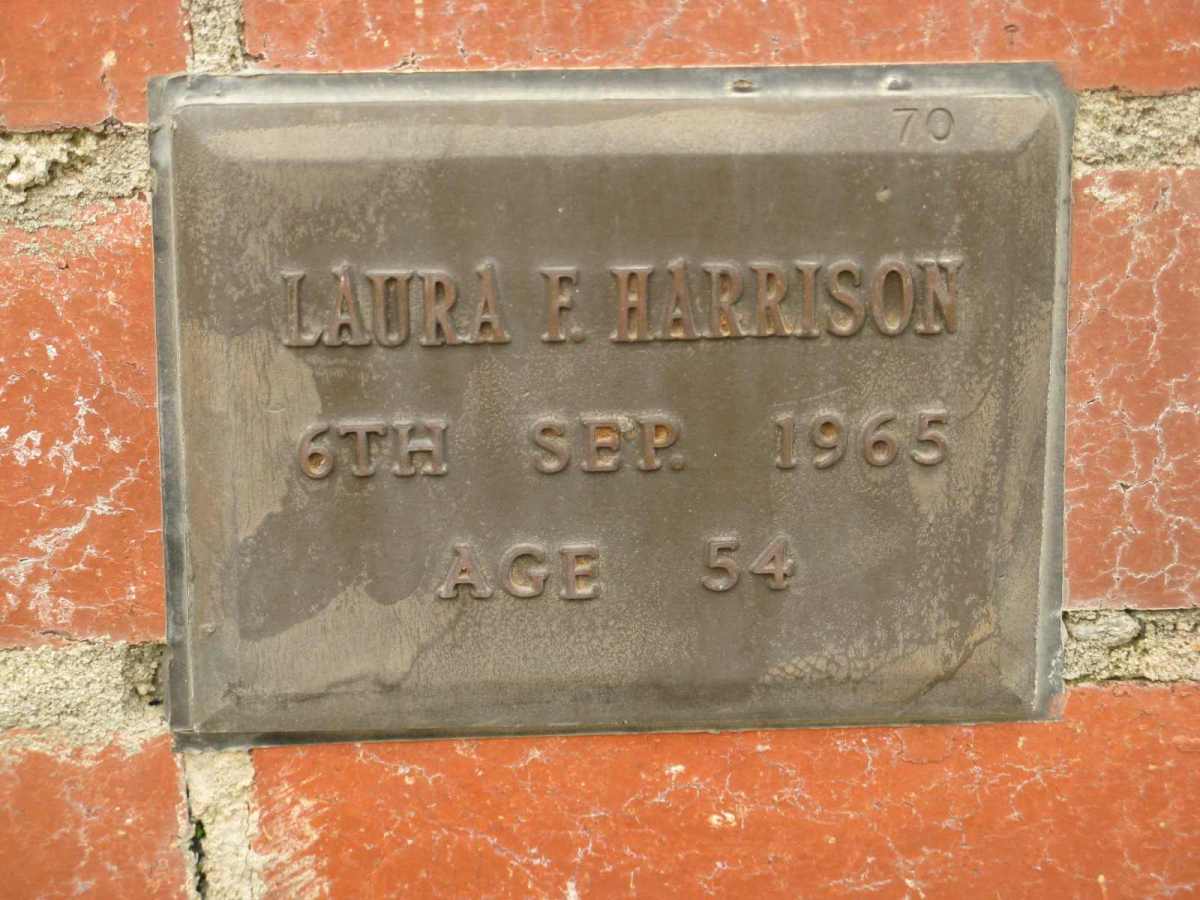 70
LAURA F. HARRISON
6TH SEP. 1965
AGE 54